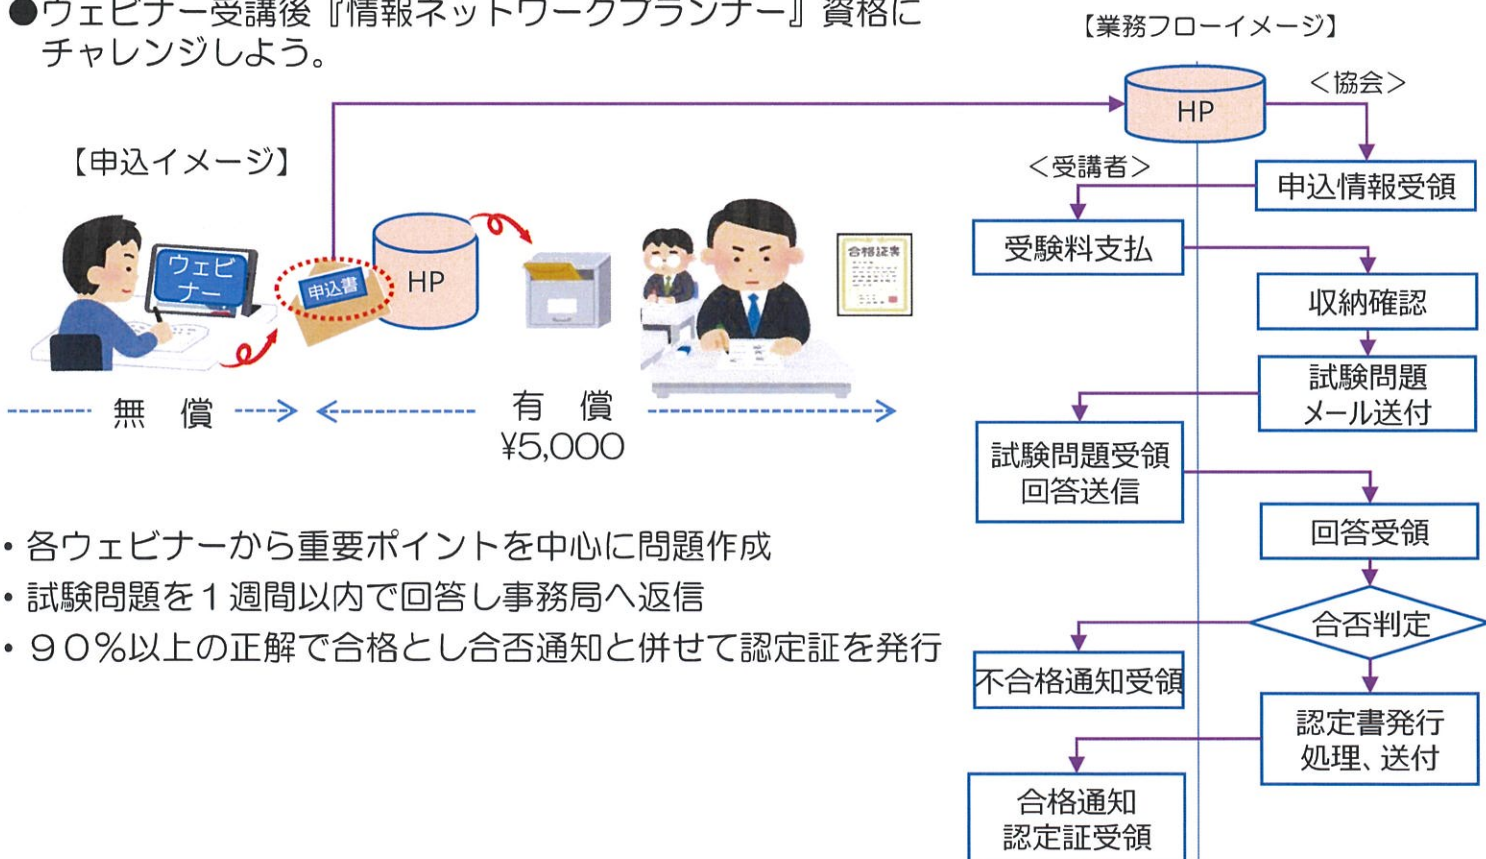 ●ウェビナー受講後『情報ネットワークプランナー』資格に
チャレンジしよう。
【申込イメージ】
ウェビ
ナー
申込書
HP
合格証書
無 償
有 償
¥5,000
・各ウェビナーから重要ポイントを中心に問題作成
・試験問題を1週間以内で回答し事務局へ返信
・90%以上の正解で合格とし合否通知と併せて認定証を発行
【業務フローイメージ】
HP
＜協会＞
＜受講者＞
申込情報受領
受験料支払
収納確認
試験問題
メール送付
試験問題受領
回答送信
回答受領
合否判定
不合格通知受領
認定書発行
処理、送付
合格通知
認定証受領